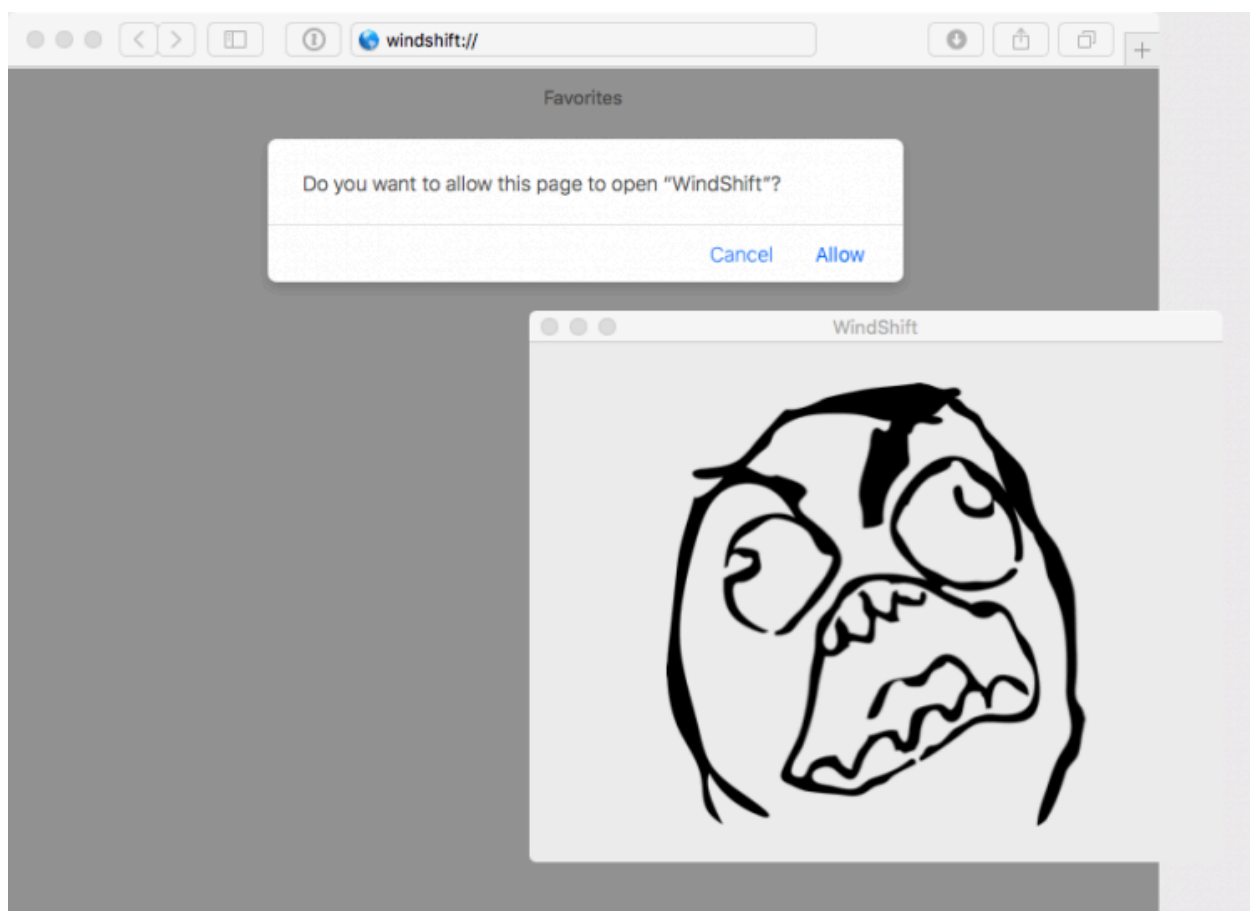 windshift://
Favorites
Do you want to allow this page to open “WindShift”?
Cancel Allow
WindShift